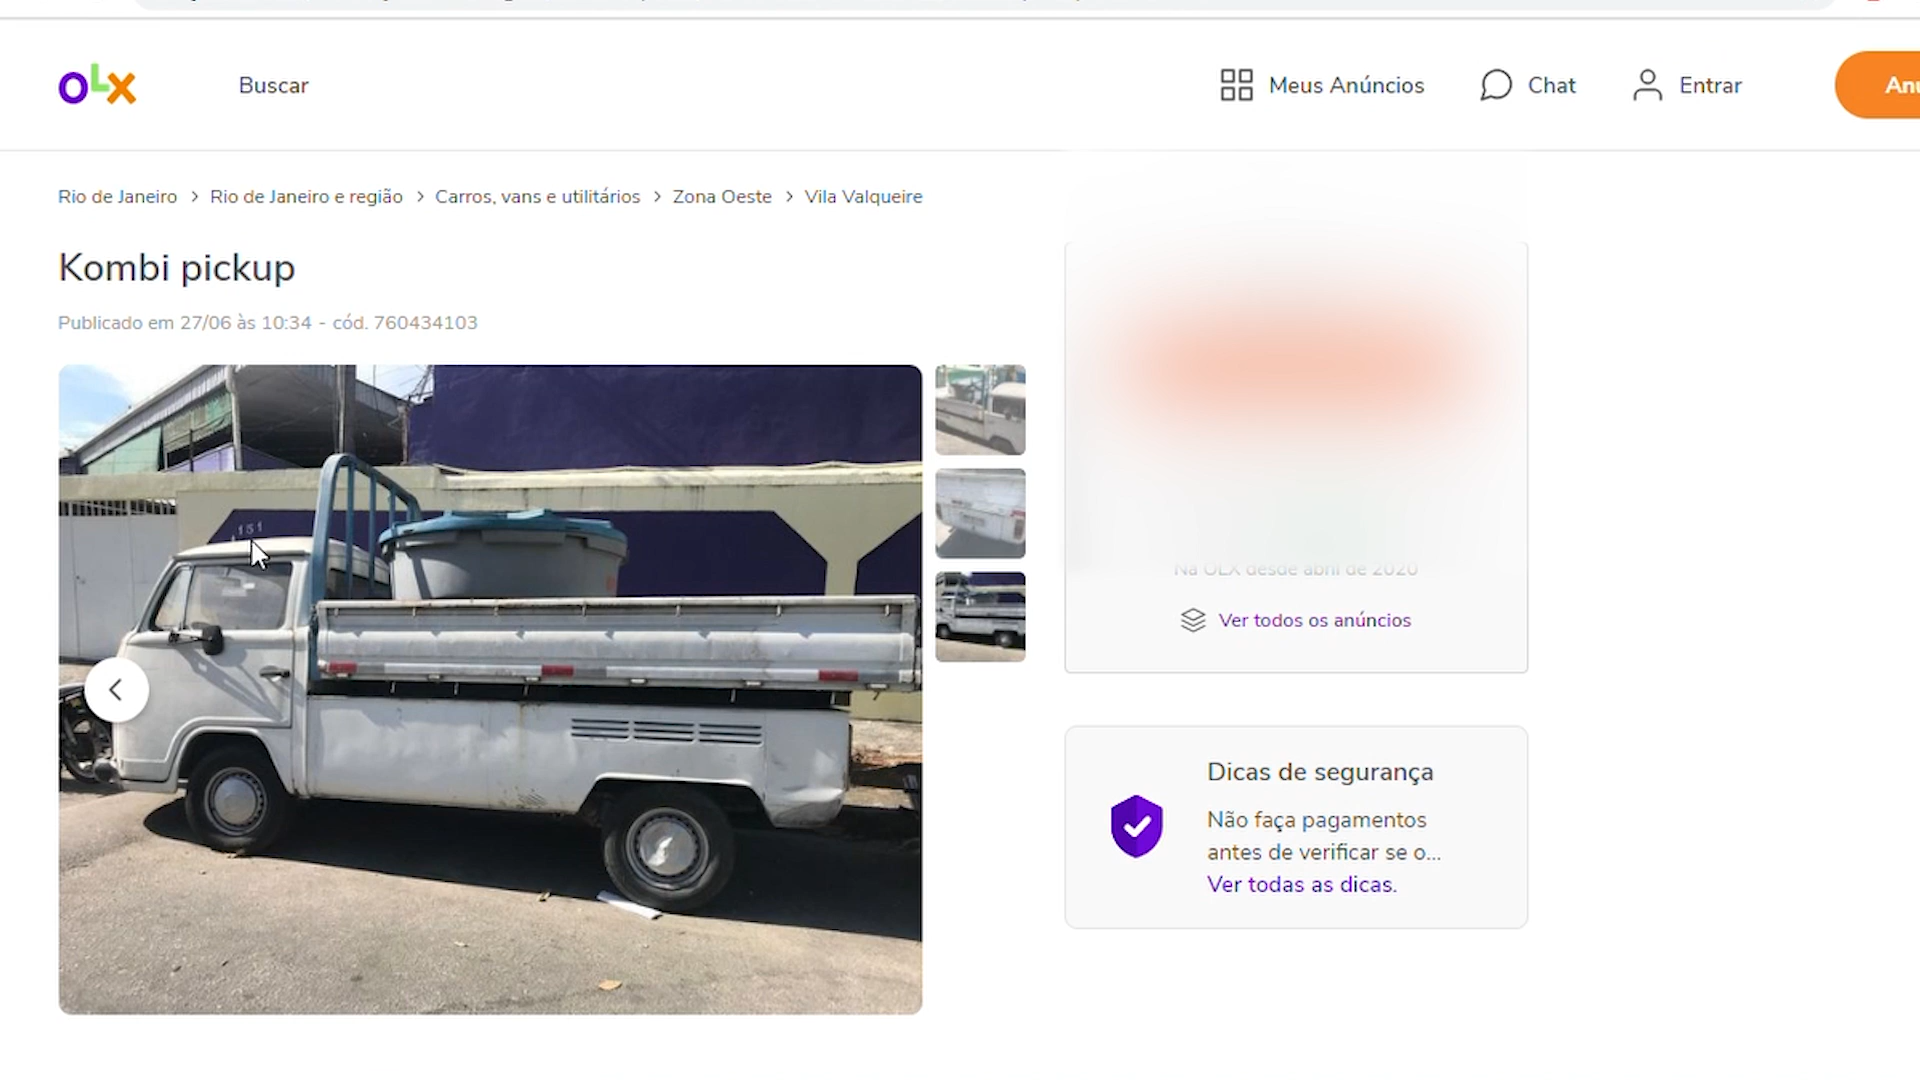 OLX
Buscar
Meus Anúncios
Chat
Entrar
Rio de Janeiro > Rio de Janeiro e região > Carros, vans e utilitários > Zona Oeste > Vila Valqueire
Kombi pickup
Publicado em 27/06 às 10:34 - cód. 760434103
151
Na OLX desde abril de 2020
Ver todos os anúncios
Dicas de segurança
Não faça pagamentos
antes de verificar se o...
Ver todas as dicas.